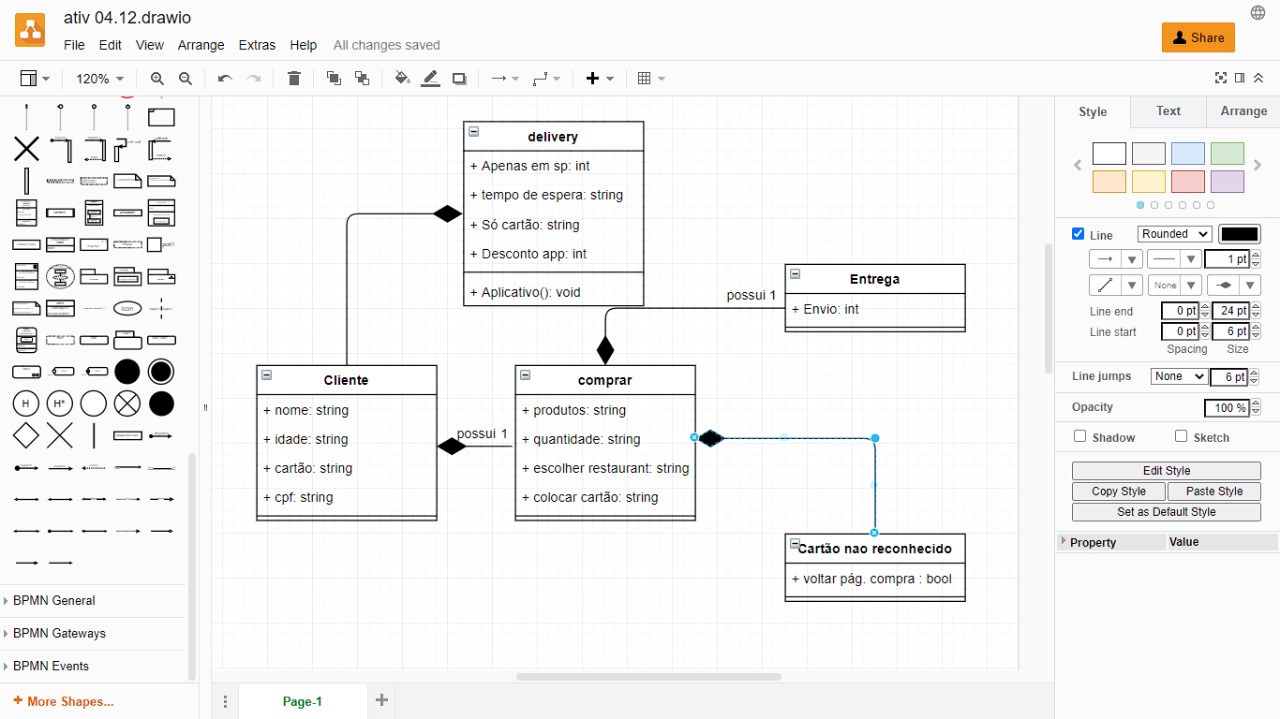 ativ 04.12.drawio
File Edit View Arrange Extras Help All changes saved
Share
120%
Style Text Arrange
delivery
+ Apenas em sp: int
+ tempo de espera: string
+ Só cartão: string
+ Desconto app: int
+ Aplicativo(): void
Entrega
+ Envio: int
possui 1
Cliente
+ nome: string
+ idade: string
+ cartão: string
+ cpf: string
possui 1
comprar
+ produtos: string
+ quantidade: string
+ escolher restaurant: string
+ colocar cartão: string
Cartão nao reconhecido
+ voltar pág. compra : bool
Line Rounded
1 pt
None
Line end 0 pt 24 pt
Line start 0 pt 6 pt
Spacing Size
Line jumps None 6 pt
Opacity 100 %
Shadow Sketch
Edit Style
Copy Style Paste Style
Set as Default Style
Property Value
icon
H H*
BPMN General
BPMN Gateways
BPMN Events
+ More Shapes...
Page-1